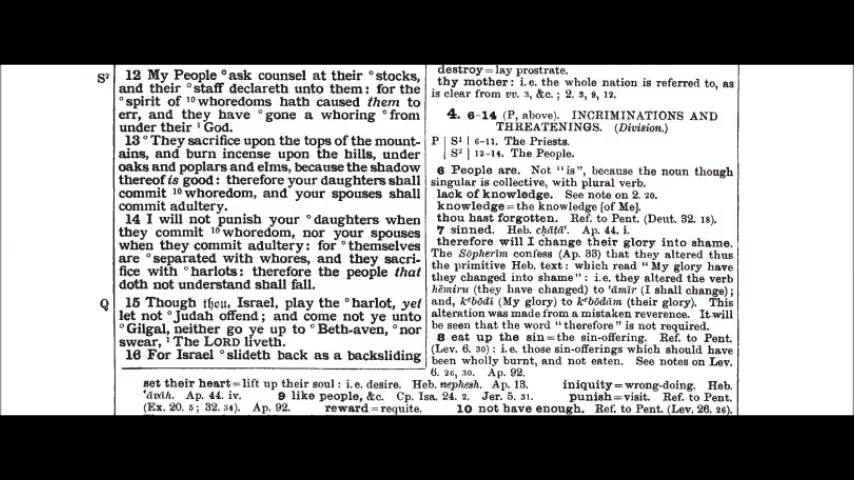 S²
12 My People °ask counsel at their °stocks,
and their °staff declareth unto them: for the
°spirit of ¹⁰whoredoms hath caused them to
err, and they have °gone a whoring °from
under their ¹God.
13 °They sacrifice upon the tops of the mount-
ains, and burn incense upon the hills, under
oaks and poplars and elms, because the shadow
thereof is good: therefore your daughters shall
commit ¹⁰whoredom, and your spouses shall
commit adultery.
14 I will not punish your °daughters when
they commit ¹⁰whoredom, nor your spouses
when they commit adultery: for °themselves
are °separated with whores, and they sacri-
fice with °harlots: therefore the people that
doth not understand shall fall.
Q
15 Though thou, Israel, play the °harlot, yet
let not °Judah offend; and come not ye unto
°Gilgal, neither go ye up to °Beth-aven, °nor
swear, ¹The LORD liveth.
16 For Israel °slideth back as a backsliding
destroy=lay prostrate.
thy mother: i.e. the whole nation is referred to, as
is clear from vv. 3, &c.; 2. 3, 9, 12.
4. 6-14 (P, above). INCRIMINATIONS AND
THREATENINGS. (Division.)
P | S¹ | 6-11. The Priests.
| S² | 12-14. The People.
6 People are. Not "is", because the noun though
singular is collective, with plural verb.
lack of knowledge. See note on 2. 20.
knowledge=the knowledge [of Me].
thou hast forgotten. Ref. to Pent. (Deut. 32. 18).
7 sinned. Heb. chāṭā'. Ap. 44. i.
therefore will I change their glory into shame.
The Sōpherīm confess (Ap. 33) that they altered thus
the primitive Heb. text: which read "My glory have
they changed into shame": i.e. they altered the verb
hēmīru (they have changed) to 'āmīr (I shall change);
and, kᵉbōdī (My glory) to kᵉbōdām (their glory). This
alteration was made from a mistaken reverence. It will
be seen that the word "therefore" is not required.
8 eat up the sin=the sin-offering. Ref. to Pent.
(Lev. 6. 30): i.e. those sin-offerings which should have
been wholly burnt, and not eaten. See notes on Lev.
6. 26, 30. Ap. 92.
set their heart=lift up their soul: i.e. desire. Heb. nephesh. Ap. 13. iniquity=wrong-doing. Heb.
'āvāh. Ap. 44. iv. 9 like people, &c. Cp. Isa. 24. 2. Jer. 5. 31. punish=visit. Ref. to Pent.
(Ex. 20. 5; 32. 34). Ap. 92. reward=requite. 10 not have enough. Ref. to Pent. (Lev. 26. 26).